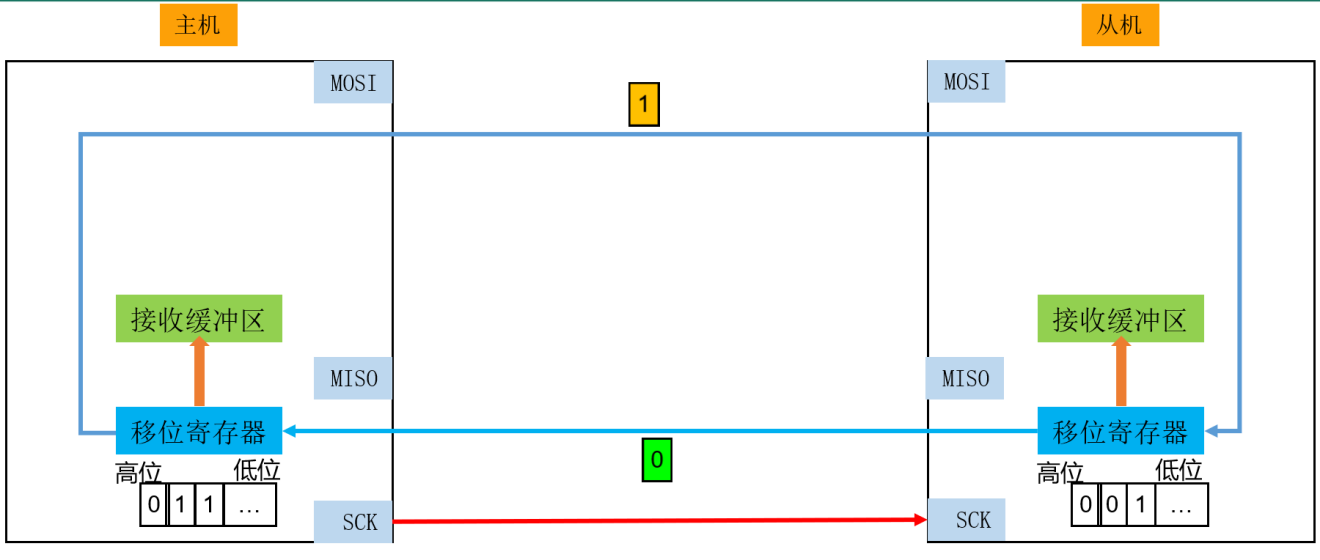 主机
从机
MOSI
MOSI
1
接收缓冲区
接收缓冲区
MISO
MISO
移位寄存器
移位寄存器
0
高位 低位
高位 低位
0 1 1 ...
0 0 1 ...
SCK
SCK